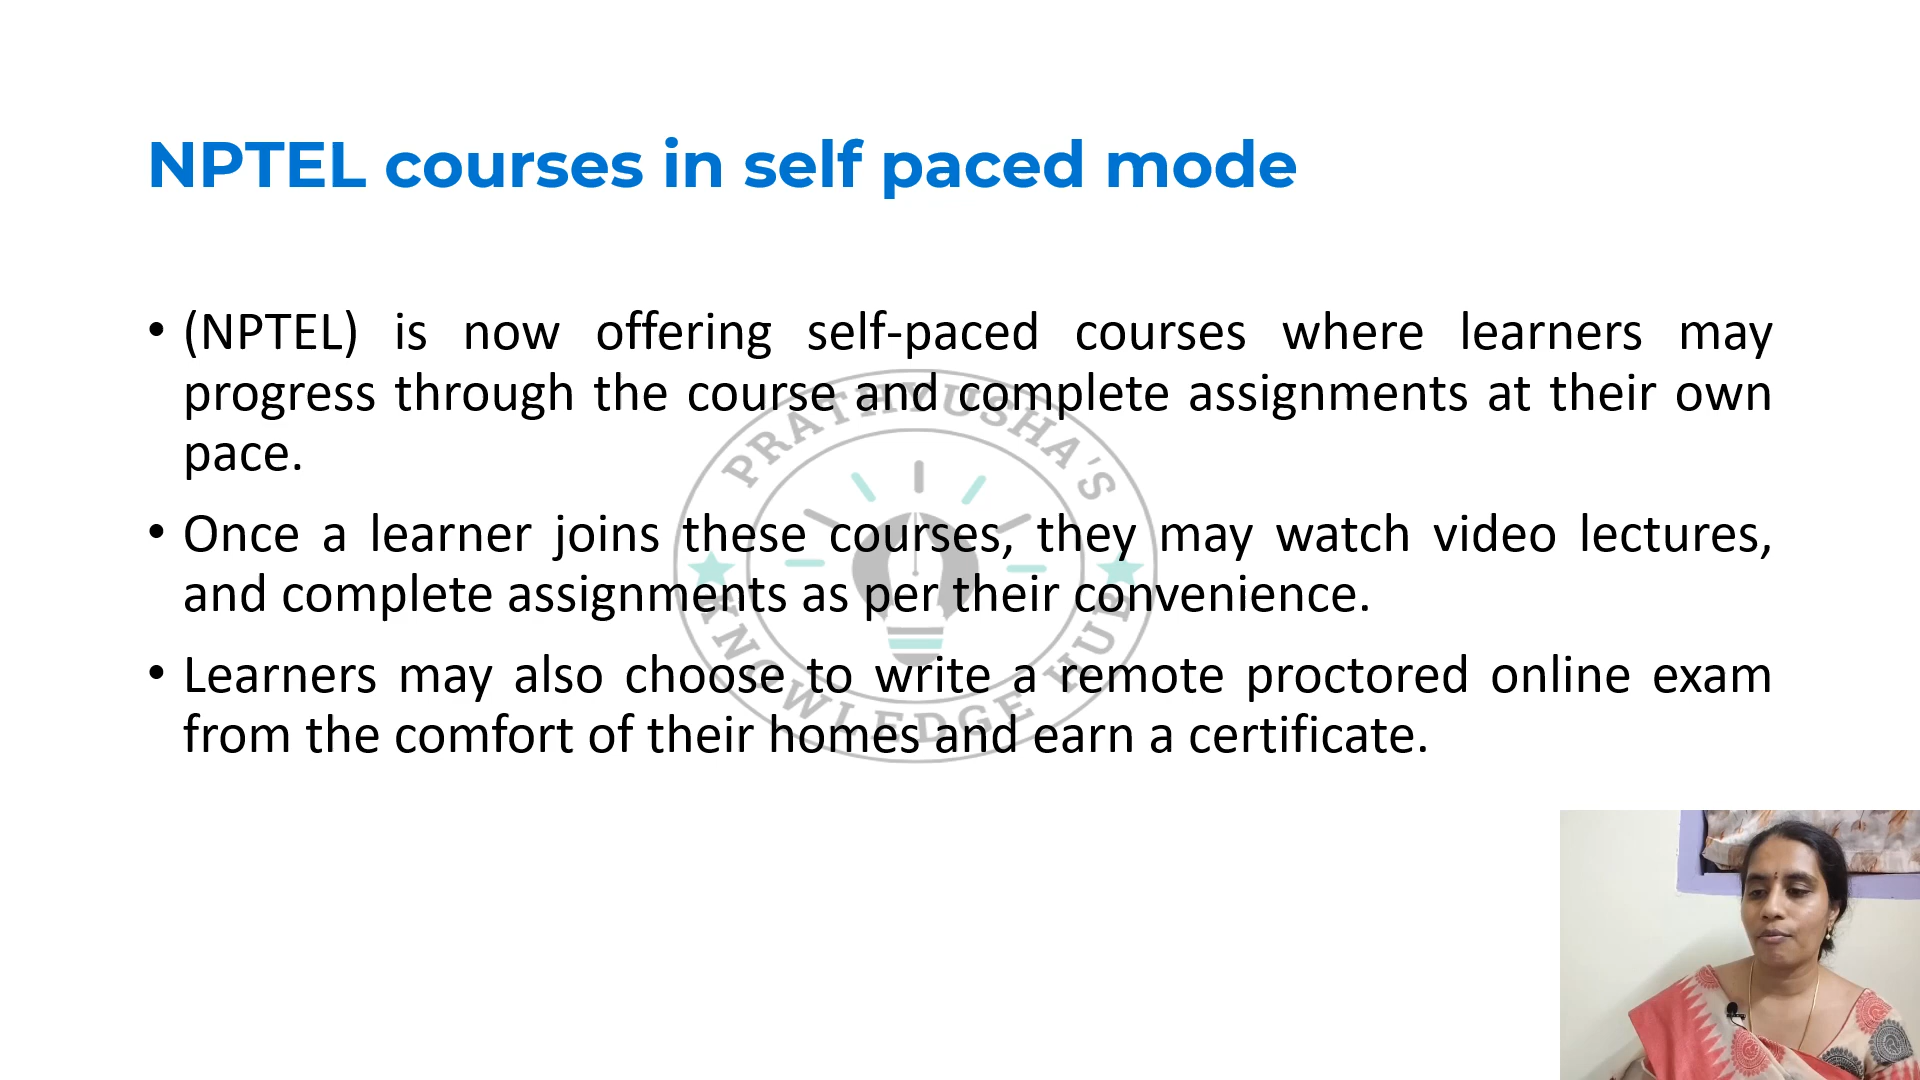 NPTEL courses in self paced mode
• (NPTEL) is now offering self-paced courses where learners may
progress through the course and complete assignments at their own
pace.
• Once a learner joins these courses, they may watch video lectures,
and complete assignments as per their convenience.
• Learners may also choose to write a remote proctored online exam
from the comfort of their homes and earn a certificate.
PRATHYUSHA'S
KNOWLEDGE HUB